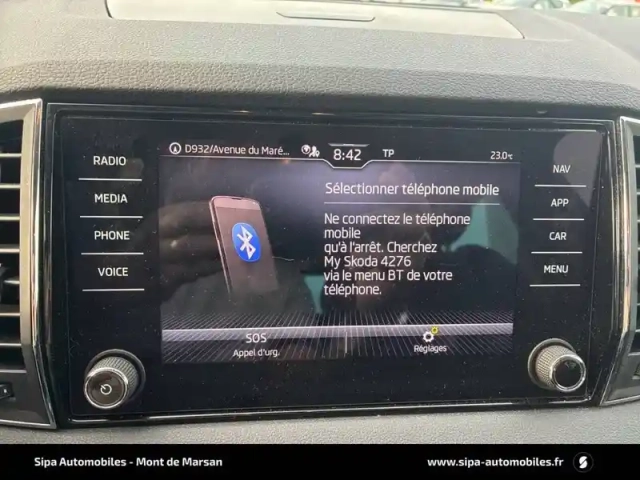 D932/Avenue du Maré...
8:42
TP
23.0°C
RADIO
MEDIA
PHONE
VOICE
NAV
APP
CAR
MENU
Sélectionner téléphone mobile
Ne connectez le téléphone
mobile
qu'à l'arrêt. Cherchez
My Skoda 4276
via le menu BT de votre
téléphone.
SOS
Appel d'urg.
Réglages
Sipa Automobiles - Mont de Marsan
www.sipa-automobiles.fr